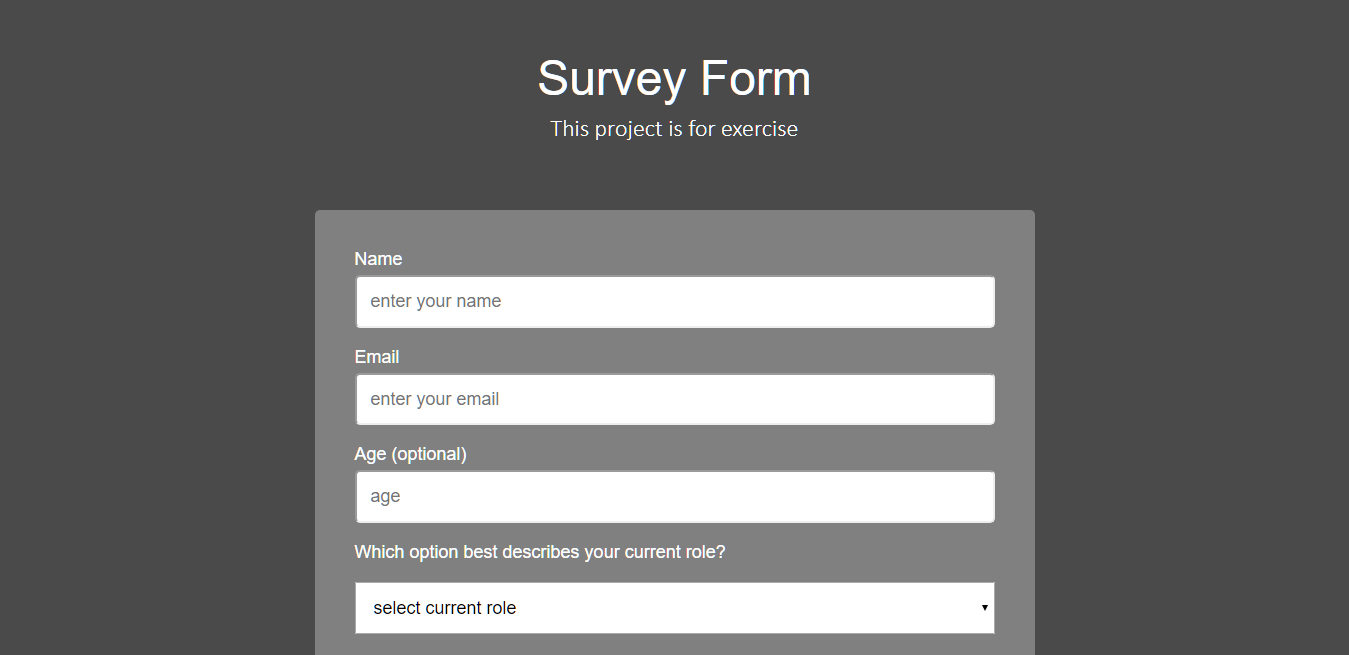 Survey Form
This project is for exercise
Name
enter your name
Email
enter your email
Age (optional)
age
Which option best describes your current role?
select current role